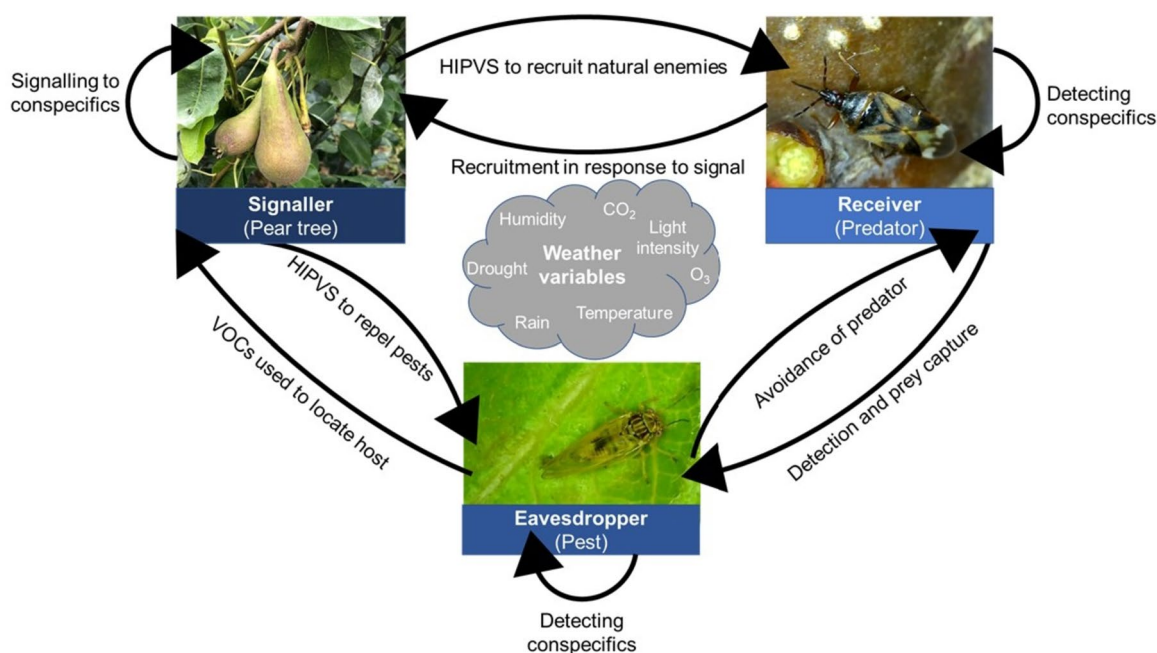 Signalling to
conspecifics
HIPVS to recruit natural enemies
Recruitment in response to signal
Detecting
conspecifics
Signaller
(Pear tree)
Receiver
(Predator)
Humidity
CO₂
Light
intensity
Weather
variables
Drought
O₃
Rain
Temperature
HIPVS to repel pests
VOCs used to locate host
Avoidance of predator
Detection and prey capture
Eavesdropper
(Pest)
Detecting
conspecifics